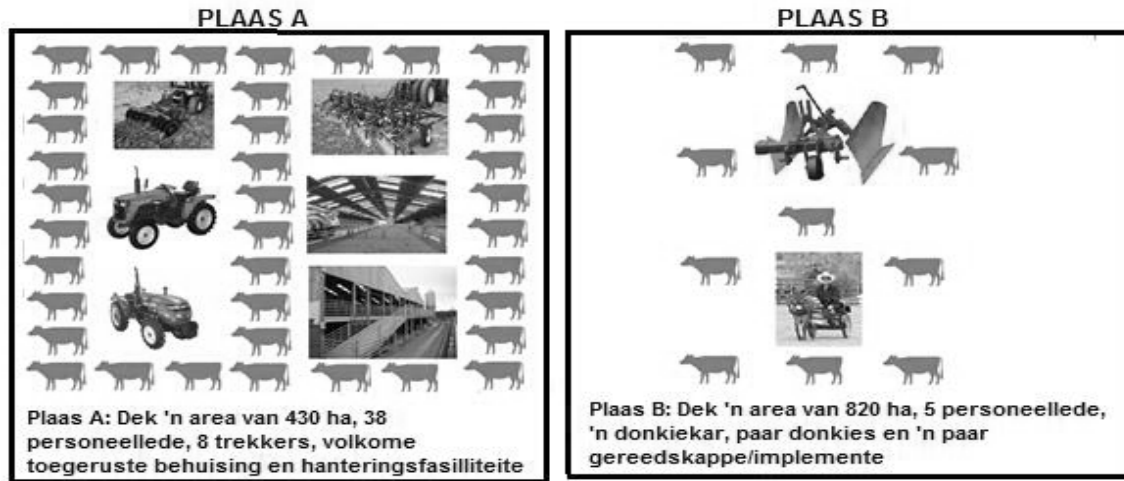 PLAAS A
PLAAS B
Plaas A: Dek 'n area van 430 ha, 38
personeellede, 8 trekkers, volkome
toegeruste behuising en hanteringsfasilliteite
Plaas B: Dek 'n area van 820 ha, 5 personeellede,
'n donkiekar, paar donkies en 'n paar
gereedskappe/implemente